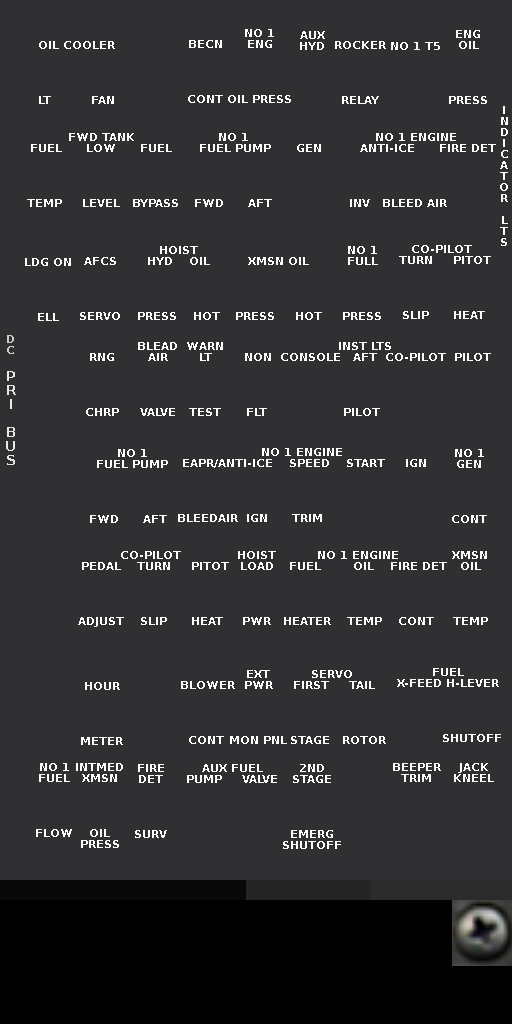 NO 1 AUX ENG
OIL COOLER BECN ENG HYD ROCKER NO 1 T5 OIL
LT FAN CONT OIL PRESS RELAY PRESS
INDICATOR LTS
FWD TANK NO 1 NO 1 ENGINE
FUEL LOW FUEL FUEL PUMP GEN ANTI-ICE FIRE DET
TEMP LEVEL BYPASS FWD AFT INV BLEED AIR
HOIST NO 1 CO-PILOT
LDG ON AFCS HYD OIL XMSN OIL FULL TURN PITOT
ELL SERVO PRESS HOT PRESS HOT PRESS SLIP HEAT
DC PRI BUS
BLEAD WARN INST LTS
RNG AIR LT NON CONSOLE AFT CO-PILOT PILOT
CHRP VALVE TEST FLT PILOT
NO 1 NO 1 ENGINE NO 1
FUEL PUMP EAPR/ANTI-ICE SPEED START IGN GEN
FWD AFT BLEEDAIR IGN TRIM CONT
CO-PILOT HOIST NO 1 ENGINE XMSN
PEDAL TURN PITOT LOAD FUEL OIL FIRE DET OIL
ADJUST SLIP HEAT PWR HEATER TEMP CONT TEMP
EXT SERVO FUEL
HOUR BLOWER PWR FIRST TAIL X-FEED H-LEVER
METER CONT MON PNL STAGE ROTOR SHUTOFF
NO 1 INTMED FIRE AUX FUEL 2ND BEEPER JACK
FUEL XMSN DET PUMP VALVE STAGE TRIM KNEEL
FLOW OIL SURV EMERG
PRESS SHUTOFF